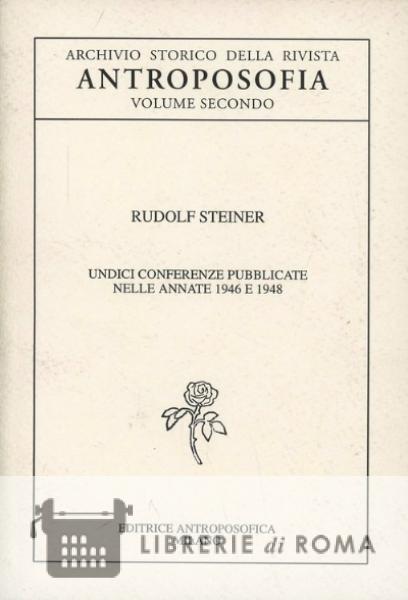 ARCHIVIO STORICO DELLA RIVISTA
ANTROPOSOFIA
VOLUME SECONDO
RUDOLF STEINER
UNDICI CONFERENZE PUBBLICATE
NELLE ANNATE 1946 E 1948
EDITRICE ANTROPOSOFICA
MILANO
LIBRERIE di ROMA